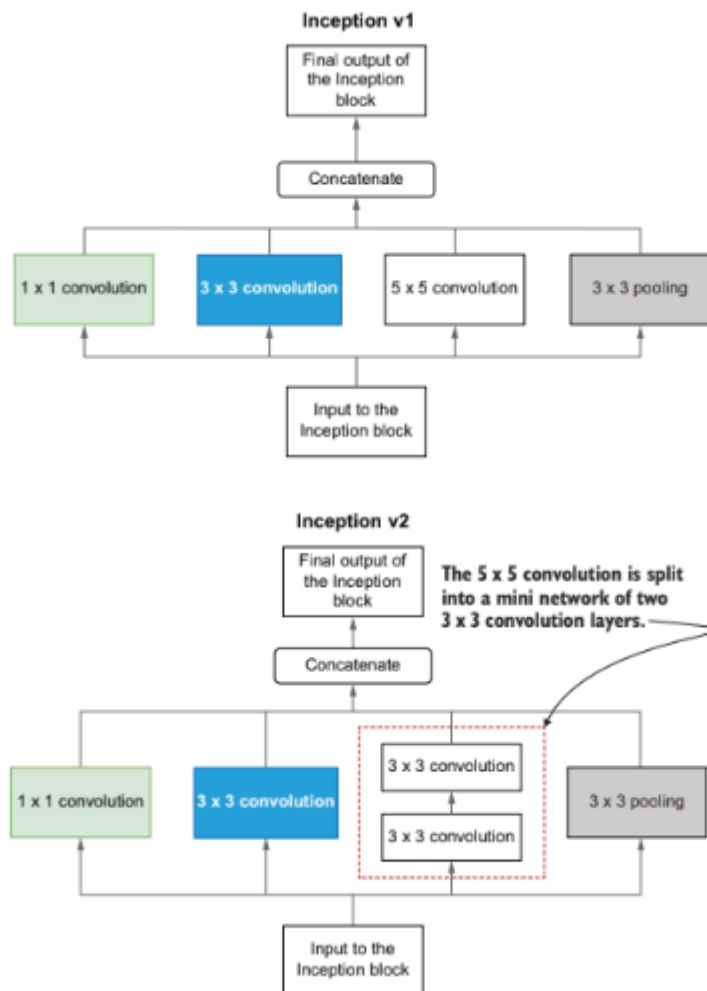 Inception v1
Final output of
the Inception
block
Concatenate
1 x 1 convolution
3 x 3 convolution
5 x 5 convolution
3 x 3 pooling
Input to the
Inception block
Inception v2
Final output of
the Inception
block
The 5 x 5 convolution is split
into a mini network of two
3 x 3 convolution layers.
Concatenate
3 x 3 convolution
1 x 1 convolution
3 x 3 convolution
3 x 3 pooling
3 x 3 convolution
Input to the
Inception block